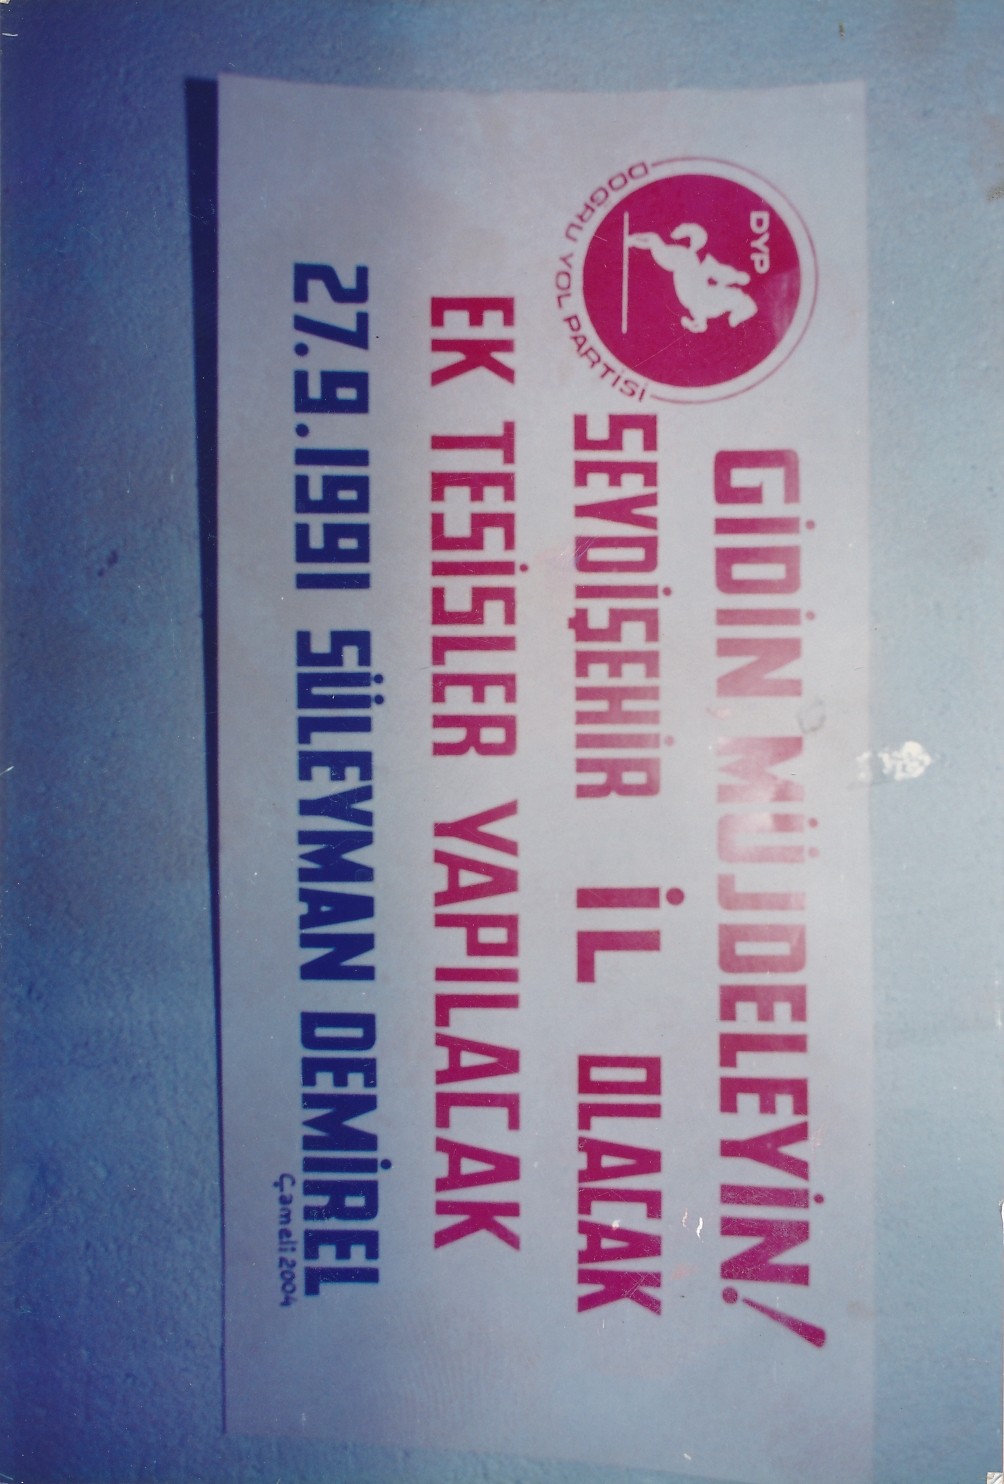 DYP
DOĞRU YOL PARTİSİ
GİDİN, MÜJDELEYİN!
SEYDİŞEHİR İL OLACAK
EK TESİSLER YAPILACAK
27.9.1991 SÜLEYMAN DEMİREL
Çameli 2004